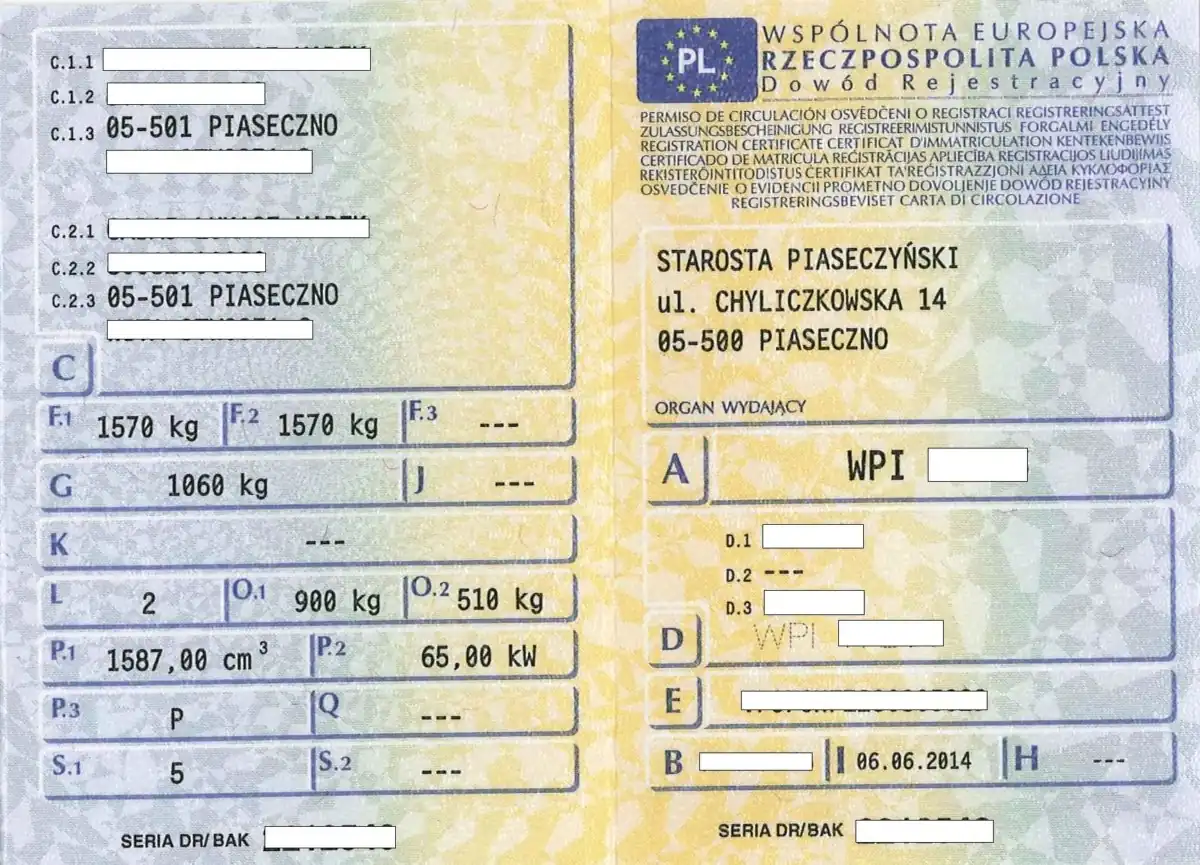 C.1.1
C.1.2
C.1.3 05-501 PIASECZNO
C.2.1
C.2.2
C.2.3 05-501 PIASECZNO
C
F.1 1570 kg F.2 1570 kg F.3 ---
G 1060 kg J ---
K ---
L 2 O.1 900 kg O.2 510 kg
P.1 1587,00 cm³ P.2 65,00 kW
P.3 P Q ---
S.1 5 S.2 ---
SERIA DR/BAK
PL
WSPÓLNOTA EUROPEJSKA
RZECZPOSPOLITA POLSKA
Dowód Rejestracyjny
PERMISO DE CIRCULACIÓN OSVĚDČENI O REGISTRACI REGISTRERINGSATTEST
ZULASSUNGSBESCHEINIGUNG REGISTREERIMISTUNNISTUS FORGALMI ENGEDÉLY
REGISTRATION CERTIFICATE CERTIFICAT D'IMMATRICULATION KENTEKENBEWIJS
CERTIFICADO DE MATRICULA REĢISTRĀCIJAS APLIECĪBA REGISTRACIJOS LIUDIJIMAS
REKISTERÖINTITODISTUS ĊERTIFIKAT TA'REĠISTRAZZJONI ΑΔΕΙΑ ΚΥΚΛΟΦΟΡΙΑΣ
OSVEDČENIE O EVIDENCII PROMETNO DOVOLJENJE DOWÓD REJESTRACYJNY
REGISTRERINGSBEVISET CARTA DI CIRCOLAZIONE
STAROSTA PIASECZYŃSKI
ul. CHYLICZKOWSKA 14
05-500 PIASECZNO
ORGAN WYDAJĄCY
A WPI
D.1
D.2 ---
D.3
WPI
D
E
B I 06.06.2014 H ---
SERIA DR/BAK